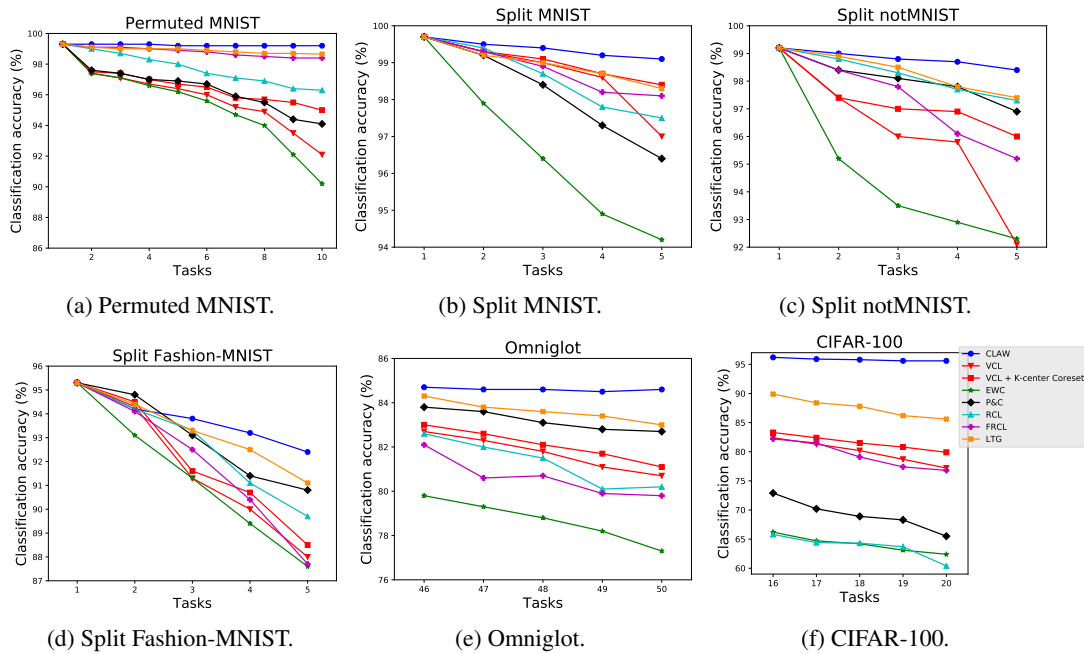 Permuted MNIST
Classification accuracy (%)
100
98
96
94
92
90
88
86
2
4
6
8
10
Tasks
(a) Permuted MNIST.
Split MNIST
Classification accuracy (%)
100
99
98
97
96
95
94
1
2
3
4
5
Tasks
(b) Split MNIST.
Split notMNIST
Classification accuracy (%)
100
99
98
97
96
95
94
93
92
1
2
3
4
5
Tasks
(c) Split notMNIST.
Split Fashion-MNIST
Classification accuracy (%)
96
95
94
93
92
91
90
89
88
87
1
2
3
4
5
Tasks
(d) Split Fashion-MNIST.
Omniglot
Classification accuracy (%)
86
84
82
80
78
76
46
47
48
49
50
Tasks
(e) Omniglot.
CIFAR-100
Classification accuracy (%)
95
90
85
80
75
70
65
60
16
17
18
19
20
Tasks
CLAW
VCL
VCL + K-center Coreset
EWC
P&C
RCL
FRCL
LTG
(f) CIFAR-100.